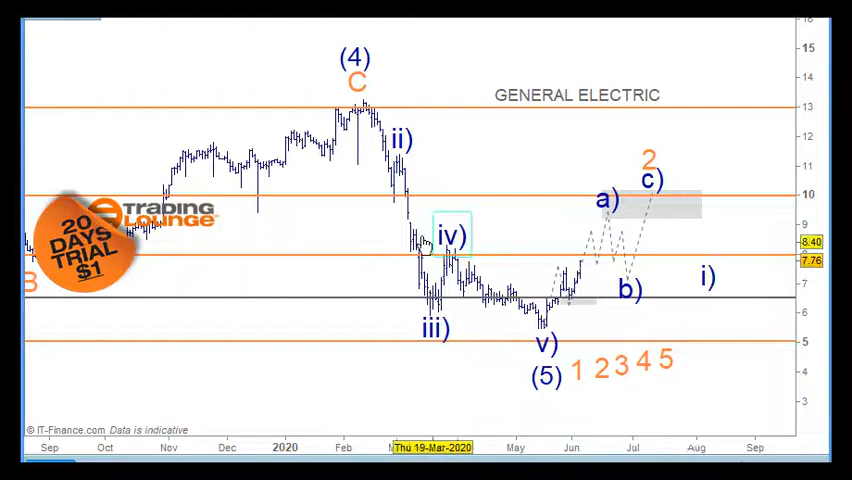 16
15
(4)
C
14
GENERAL ELECTRIC
13
ii)
12
11
2
c)
10
a)
Trading
LOUNGE
20
DAYS
TRIAL
$1
iv)
9
8.40
8
7.76
B
i)
b)
iii)
6
v)
5
(5)
1 2 3 4 5
4
3
© IT-Finance.com Data is indicative
Sep Oct Nov Dec 2020 Feb Thu 19-Mar-2020 May Jun Jul Aug Sep